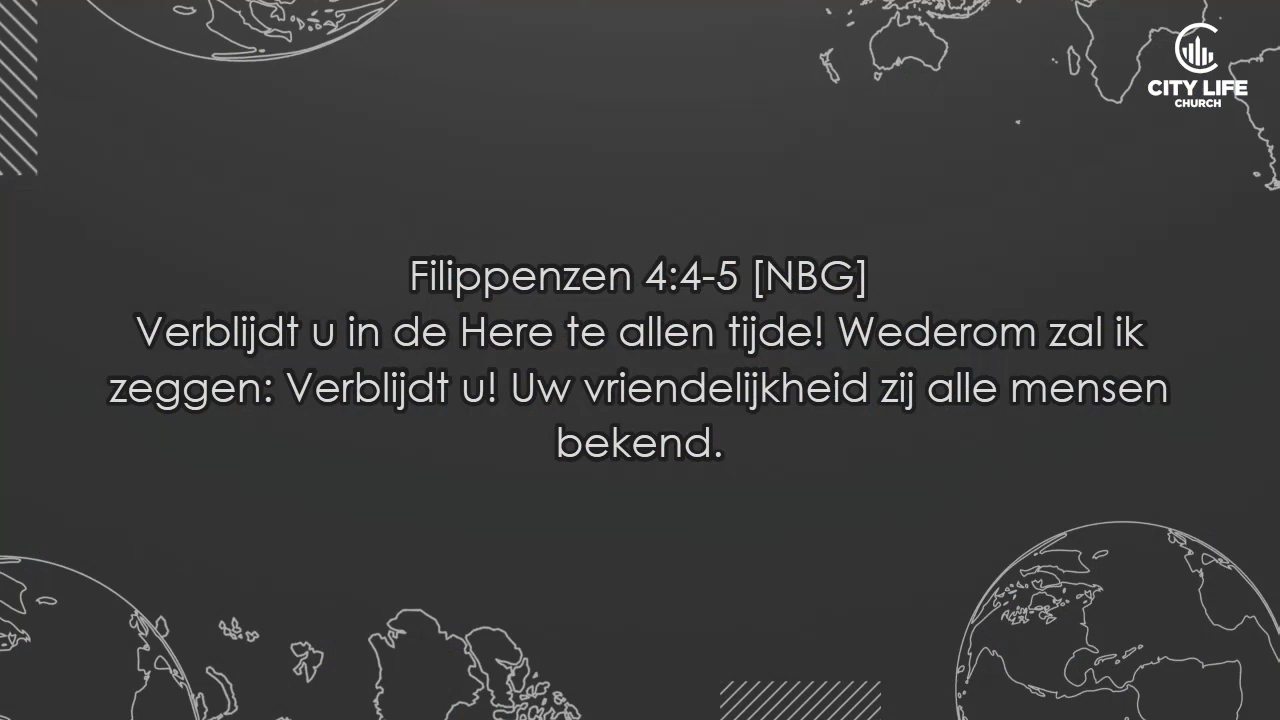 CITY LIFE
CHURCH
Filippenzen 4:4-5 [NBG]
Verblijdt u in de Here te allen tijde! Wederom zal ik
zeggen: Verblijdt u! Uw vriendelijkheid zij alle mensen
bekend.